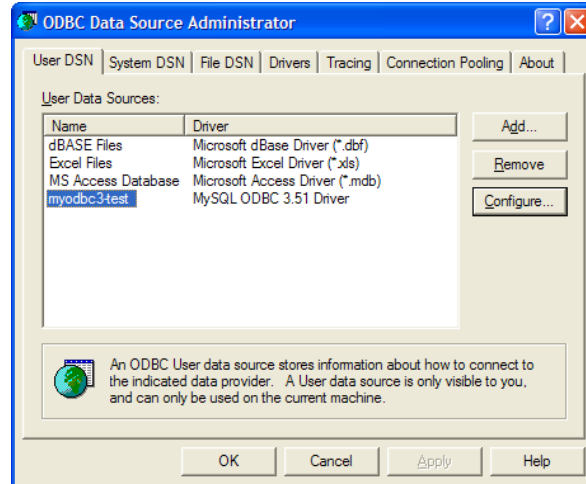 ODBC Data Source Administrator
User DSN System DSN File DSN Drivers Tracing Connection Pooling About
User Data Sources:
Name Driver
dBASE Files Microsoft dBase Driver (*.dbf)
Excel Files Microsoft Excel Driver (*.xls)
MS Access Database Microsoft Access Driver (*.mdb)
myodbc3-test MySQL ODBC 3.51 Driver
Add...
Remove
Configure...
An ODBC User data source stores information about how to connect to
the indicated data provider. A User data source is only visible to you,
and can only be used on the current machine.
OK Cancel Apply Help